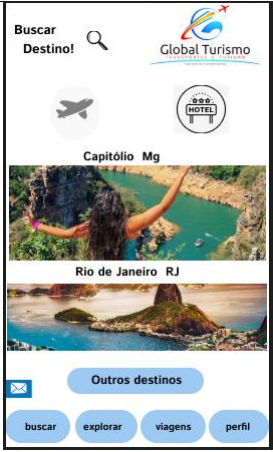 Buscar
Destino!
Global Turismo
TRANSPORTES E TURISMO
HOTEL
Capitólio Mg
Rio de Janeiro RJ
Outros destinos
buscar explorar viagens perfil